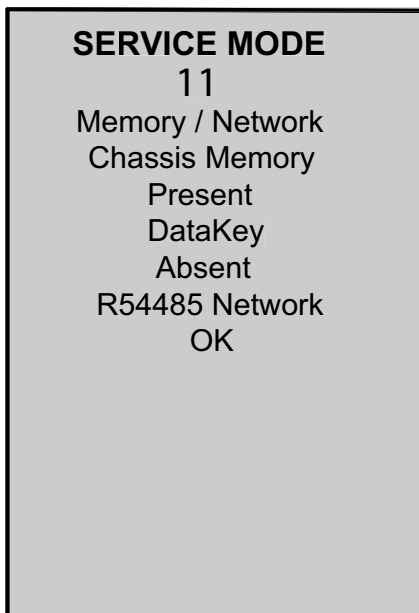 SERVICE MODE
11
Memory / Network
Chassis Memory
Present
DataKey
Absent
R54485 Network
OK